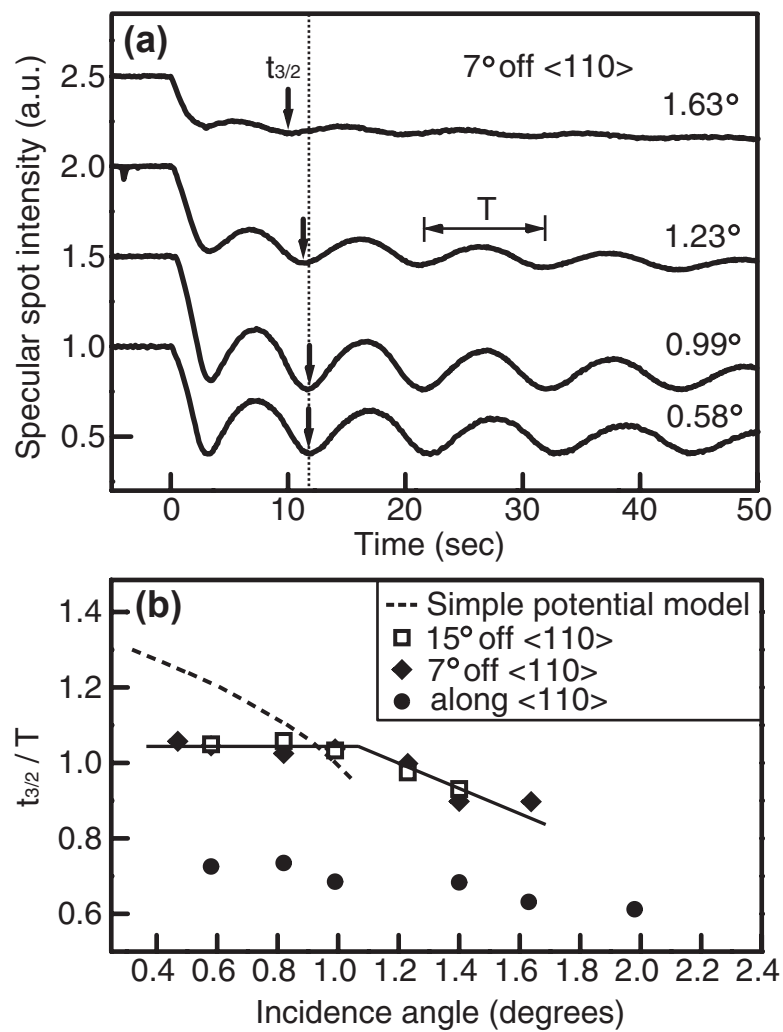 (a)
t3/2
7° off <110>
1.63°
T
1.23°
0.99°
0.58°
Specular spot intensity (a.u.)
2.5
2.0
1.5
1.0
0.5
0 10 20 30 40 50
Time (sec)
(b)
Simple potential model
15° off <110>
7° off <110>
along <110>
t3/2 / T
1.4
1.2
1.0
0.8
0.6
0.4 0.6 0.8 1.0 1.2 1.4 1.6 1.8 2.0 2.2 2.4
Incidence angle (degrees)